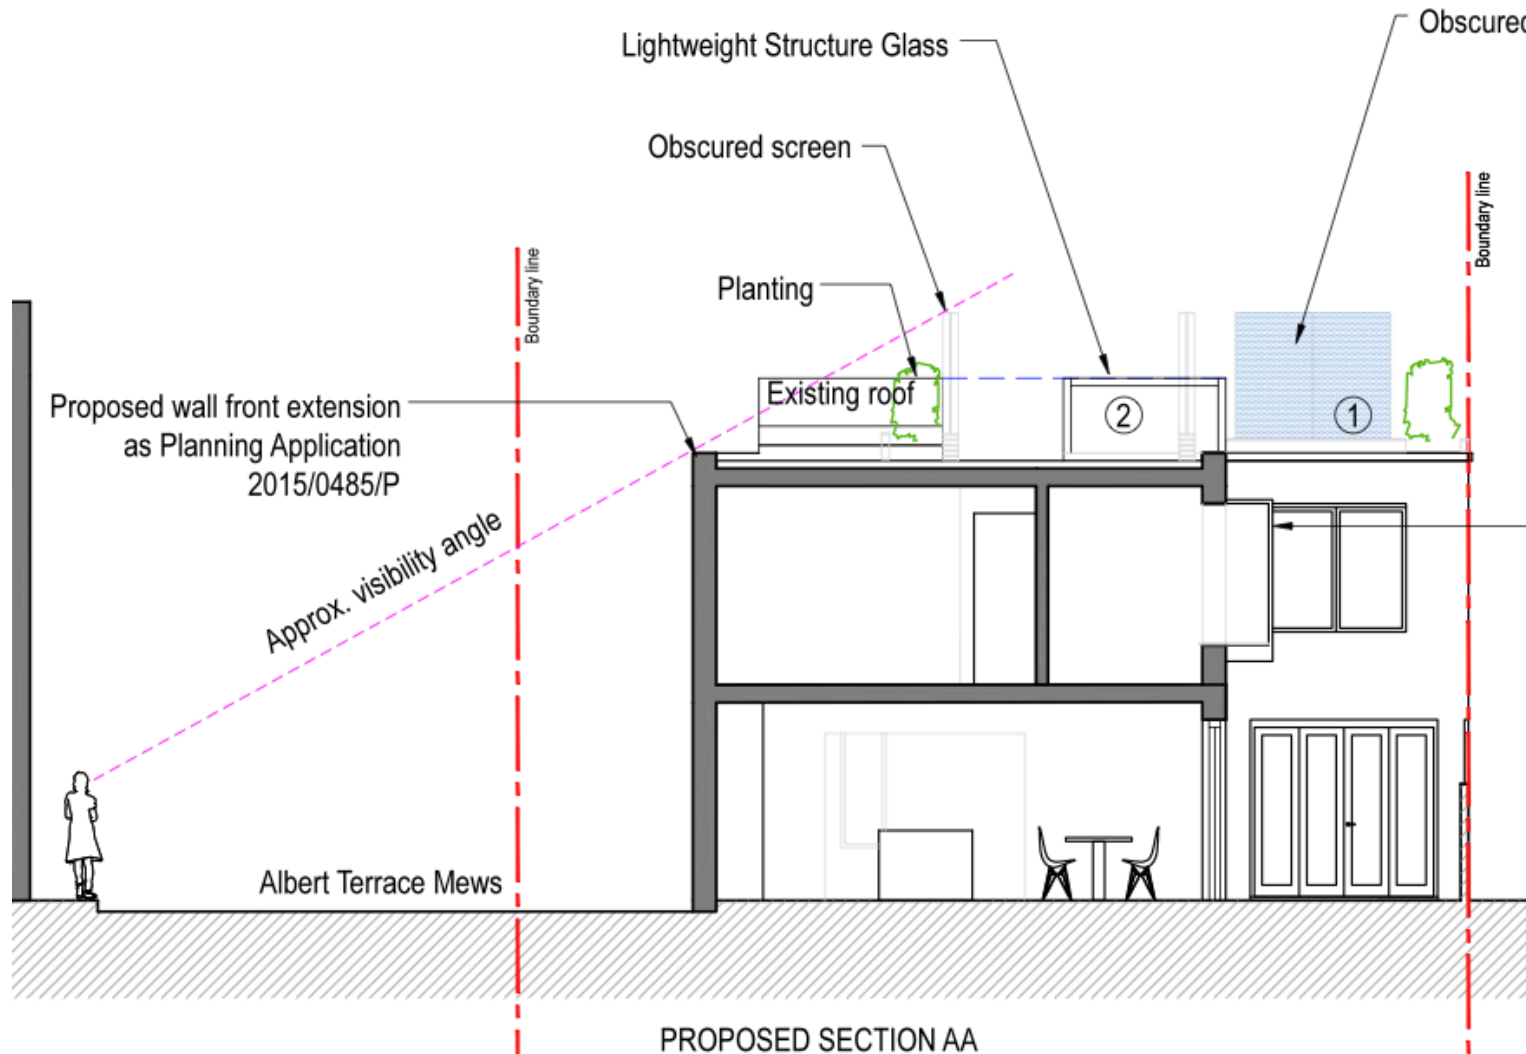 Obscured
Lightweight Structure Glass
Obscured screen
Boundary line
Boundary line
Planting
Existing roof
Proposed wall front extension
as Planning Application
2015/0485/P
2
1
Approx. visibility angle
Albert Terrace Mews
PROPOSED SECTION AA